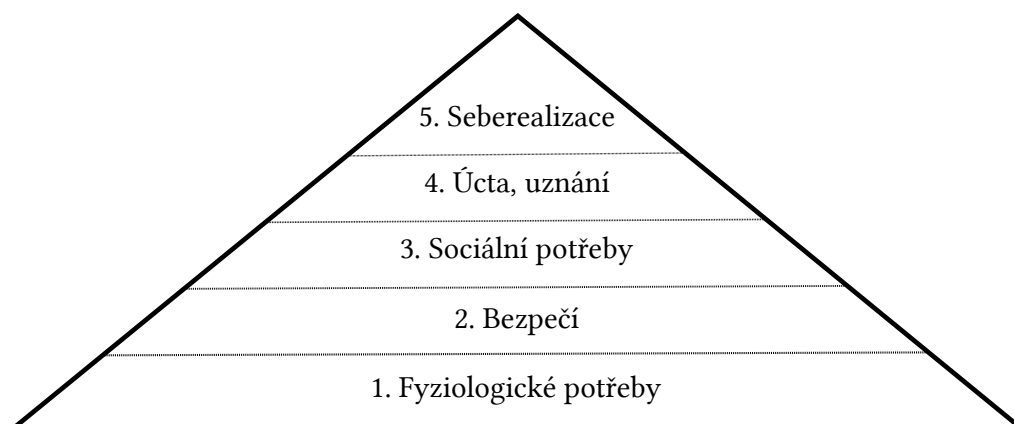 5. Seberealizace
4. Úcta, uznání
3. Sociální potřeby
2. Bezpečí
1. Fyziologické potřeby